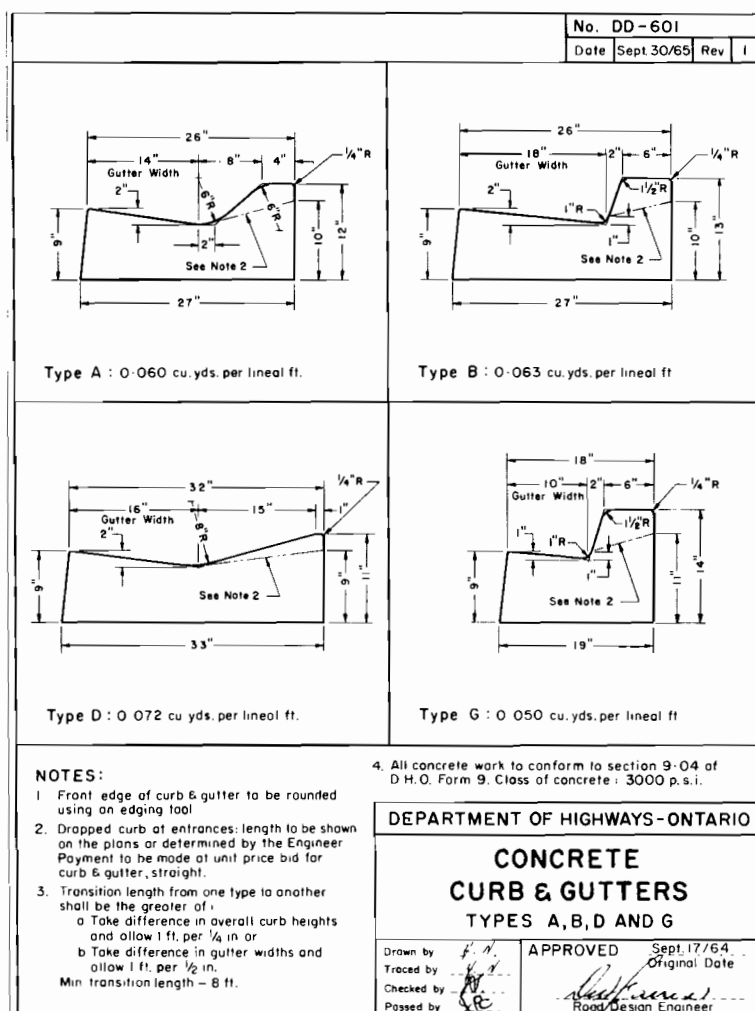 No. DD-601
Date Sept. 30/65 Rev 1
26"
14" 8" 4"
Gutter Width
1/4"R
2"
6"R
6"R
9"
2"
10"
12"
See Note 2
27"
Type A : 0·060 cu. yds. per lineal ft.
26"
18" 2" 6"
Gutter Width
1/4"R
2"
1"R
1 1/2"R
9"
1"
10"
13"
See Note 2
27"
Type B : 0·063 cu. yds. per lineal ft
32"
16" 15" 1"
Gutter Width
1/4"R
2"
8"R
9"
9"
11"
See Note 2
33"
Type D : 0 072 cu yds. per lineal ft.
18"
10" 2" 6"
Gutter Width
1/4"R
1"
1"R
1 1/2"R
9"
1"
11"
14"
See Note 2
19"
Type G : 0 050 cu. yds. per lineal ft
NOTES:
1 Front edge of curb & gutter to be rounded
using an edging tool
2. Dropped curb at entrances: length to be shown
on the plans or determined by the Engineer
Payment to be made at unit price bid for
curb & gutter, straight.
3. Transition length from one type to another
shall be the greater of :
a Take difference in overall curb heights
and allow 1 ft. per 1/4 in or
b Take difference in gutter widths and
allow 1 ft. per 1/2 in.
Min transition length – 8 ft.
4. All concrete work to conform to section 9·04 of
D H.O. Form 9. Class of concrete : 3000 p.s.i.
DEPARTMENT OF HIGHWAYS-ONTARIO
CONCRETE
CURB & GUTTERS
TYPES A, B, D AND G
Drawn by
Traced by
Checked by
Passed by
APPROVED Sept. 17/64
Original Date
Road Design Engineer